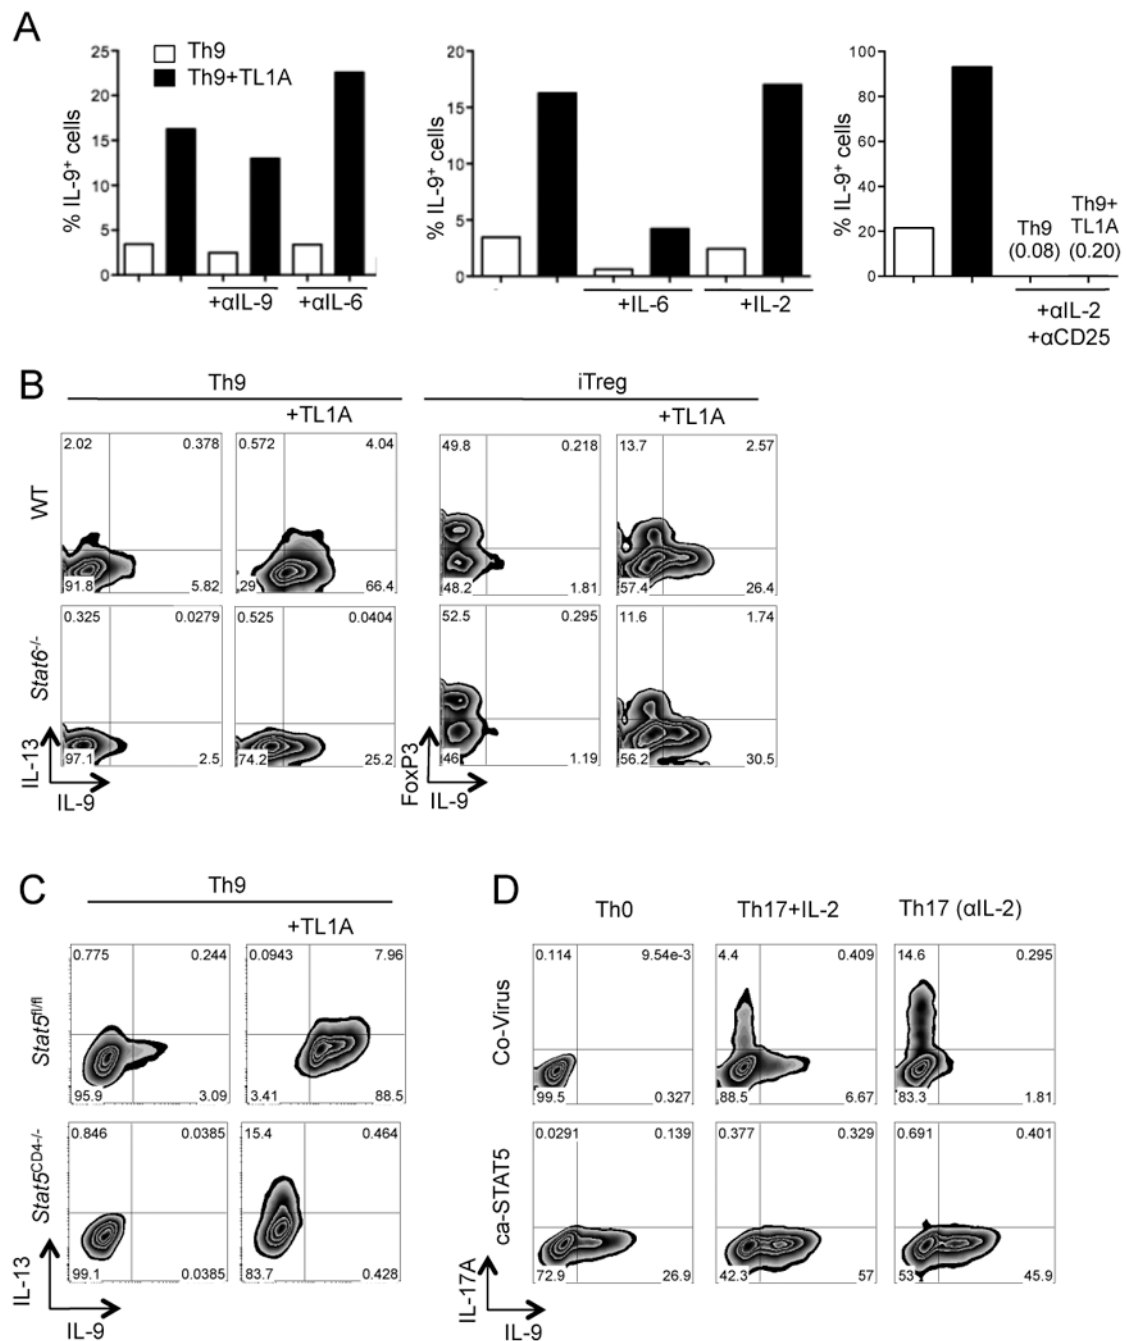 A
Th9
Th9+TL1A
% IL-9+ cells
25
20
15
10
5
0
+αIL-9
+αIL-6
% IL-9+ cells
20
15
10
5
0
+IL-6
+IL-2
% IL-9+ cells
100
80
60
40
20
0
Th9
(0.08)
Th9+
TL1A
(0.20)
+αIL-2
+αCD25
B
Th9
iTreg
+TL1A
+TL1A
WT
2.02 0.378
91.8 5.82
0.572 4.04
29 66.4
49.8 0.218
48.2 1.81
13.7 2.57
57.4 26.4
Stat6-/-
0.325 0.0279
97.1 2.5
0.525 0.0404
74.2 25.2
52.5 0.295
46 1.19
11.6 1.74
56.2 30.5
IL-13
IL-9
FoxP3
IL-9
C
Th9
+TL1A
Stat5fl/fl
0.775 0.244
95.9 3.09
0.0943 7.96
3.41 88.5
Stat5CD4-/-
0.846 0.0385
99.1 0.0385
15.4 0.464
83.7 0.428
IL-13
IL-9
D
Th0
Th17+IL-2
Th17 (αIL-2)
Co-Virus
0.114 9.54e-3
99.5 0.327
4.4 0.409
88.5 6.67
14.6 0.295
83.3 1.81
ca-STAT5
0.0291 0.139
72.9 26.9
0.377 0.329
42.3 57
0.691 0.401
53 45.9
IL-17A
IL-9